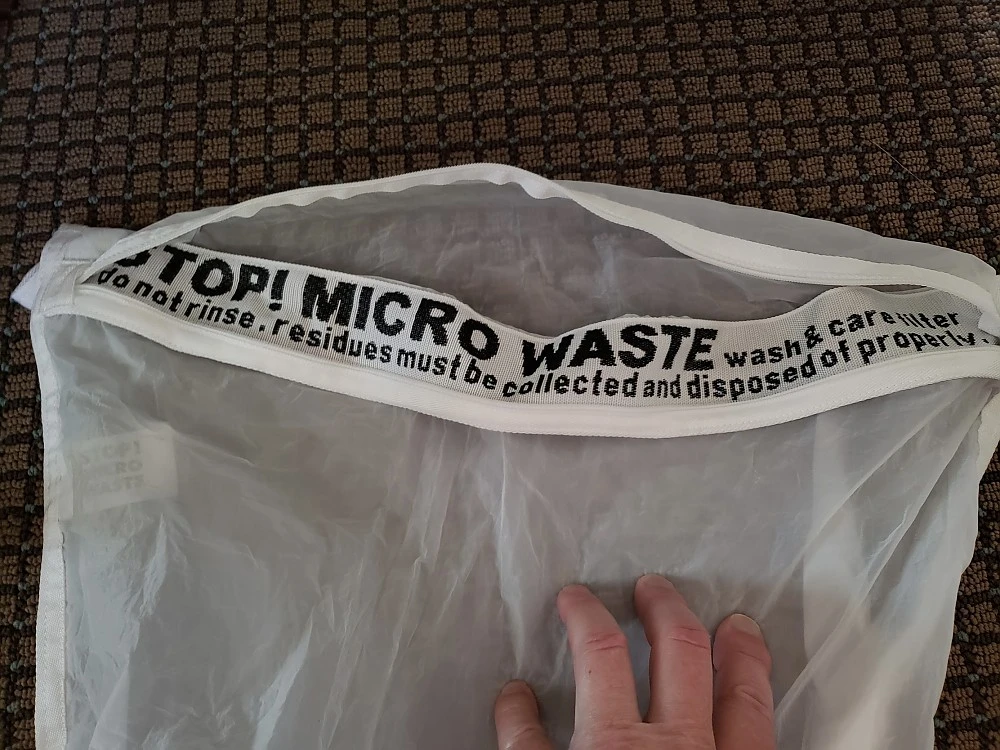 STOP! MICRO WASTE wash & care filter
do not rinse. residues must be collected and disposed of properly.